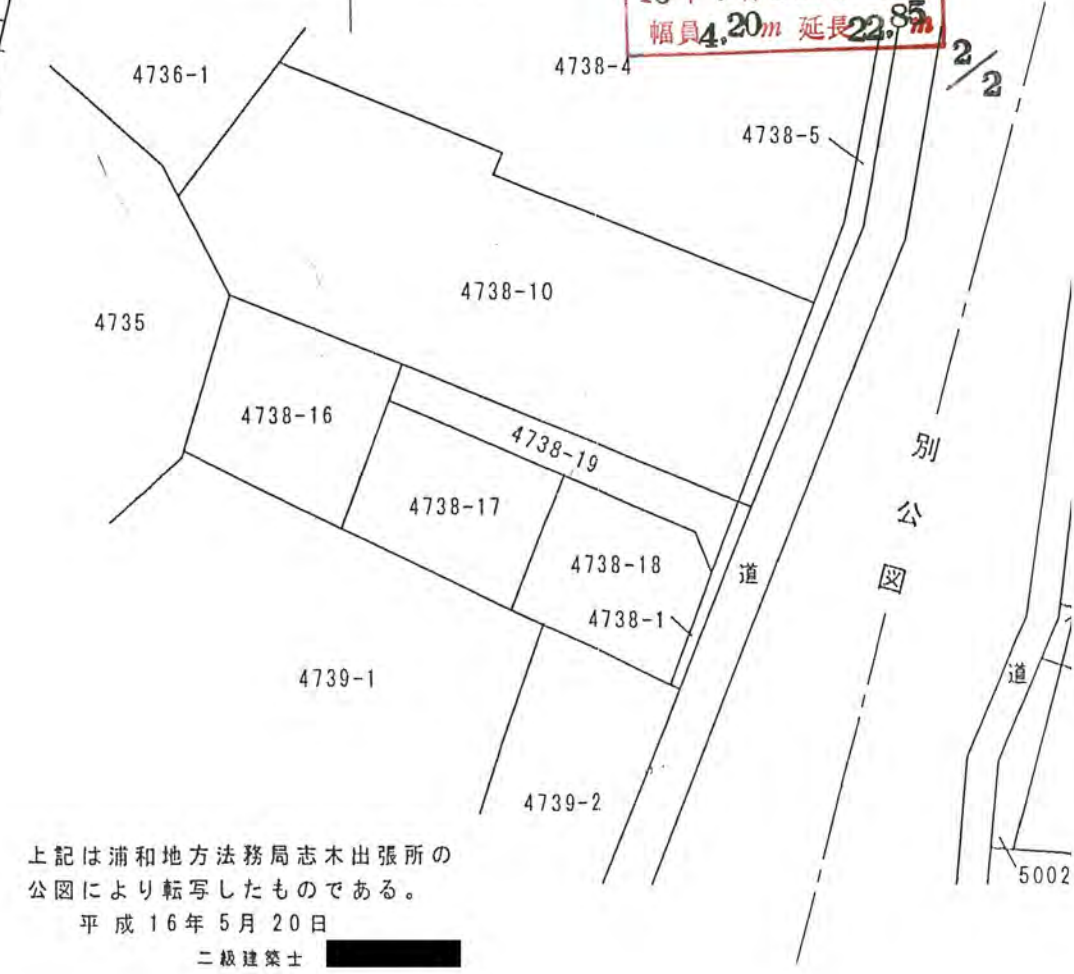 幅員4.20m 延長22.85m
2/2
4736-1
4738-4
4738-5
4738-10
4735
4738-16
4738-19
別公図
4738-17
4738-18
道
4738-1
4739-1
道
4739-2
5002
上記は浦和地方法務局志木出張所の
公図により転写したものである。
平成16年5月20日
二級建築士